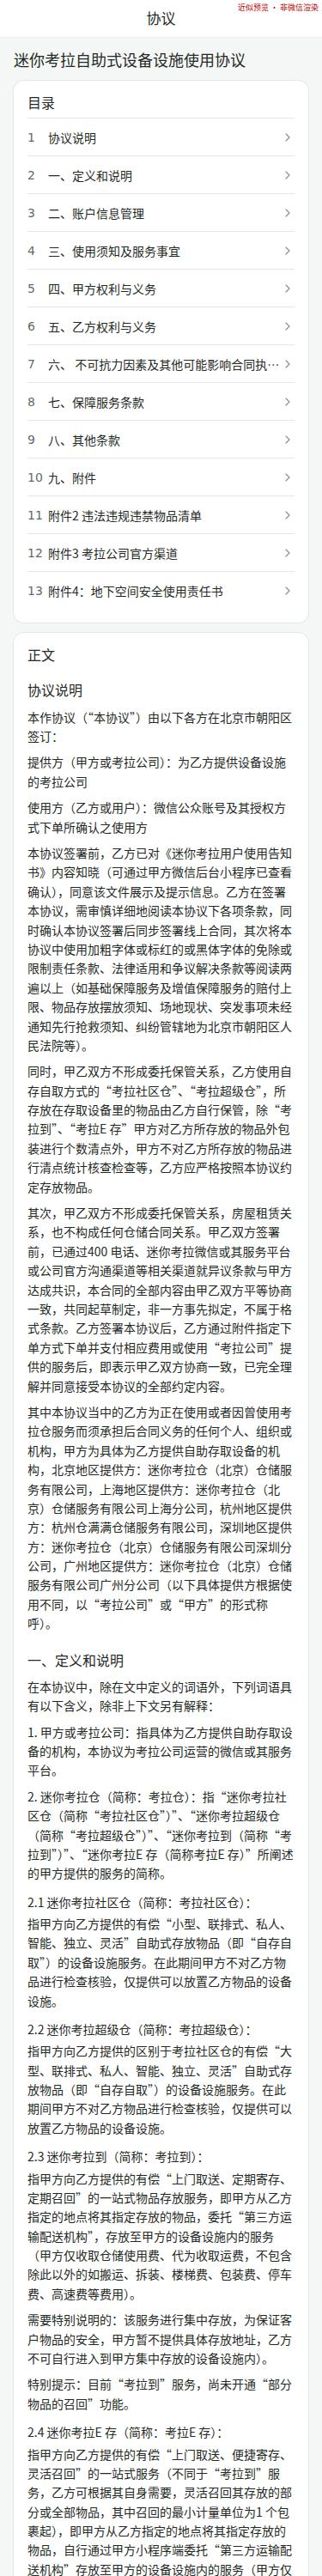 协议
近似预览 · 非微信渲染
迷你考拉自助式设备设施使用协议
目录
1 协议说明
2 一、定义和说明
3 二、账户信息管理
4 三、使用须知及服务事宜
5 四、甲方权利与义务
6 五、乙方权利与义务
7 六、 不可抗力因素及其他可能影响合同执…
8 七、保障服务条款
9 八、其他条款
10 九、附件
11 附件2 违法违规违禁物品清单
12 附件3 考拉公司官方渠道
13 附件4：地下空间安全使用责任书
正文
协议说明
本作协议（“本协议”）由以下各方在北京市朝阳区
签订：
提供方（甲方或考拉公司）：为乙方提供设备设施
的考拉公司
使用方（乙方或用户）：微信公众账号及其授权方
式下单所确认之使用方
本协议签署前，乙方已对《迷你考拉用户使用告知
书》内容知晓（可通过甲方微信后台小程序已查看
确认），同意该文件展示及提示信息。乙方在签署
本协议，需审慎详细地阅读本协议下各项条款，同
时确认本协议签署后同步签署线上合同，其次将本
协议中使用加粗字体或标红的或黑体字体的免除或
限制责任条款、法律适用和争议解决条款等阅读两
遍以上（如基础保障服务及增值保障服务的赔付上
限、物品存放摆放须知、场地现状、突发事项未经
通知先行抢救须知、纠纷管辖地为北京市朝阳区人
民法院等）。
同时，甲乙双方不形成委托保管关系，乙方使用自
存自取方式的“考拉社区仓”、“考拉超级仓”，所
存放在存取设备里的物品由乙方自行保管，除“考
拉到”、“考拉E 存”甲方对乙方所存放的物品外包
装进行个数清点外，甲方不对乙方所存放的物品进
行清点统计核查检查等，乙方应严格按照本协议约
定存放物品。
其次，甲乙双方不形成委托保管关系，房屋租赁关
系，也不构成任何仓储合同关系。甲乙双方签署
前，已通过400 电话、迷你考拉微信或其服务平台
或公司官方沟通渠道等相关渠道就异议条款与甲方
达成共识，本合同的全部内容由甲乙双方平等协商
一致，共同起草制定，非一方事先拟定，不属于格
式条款。乙方签署本协议后，乙方通过附件指定下
单方式下单并支付相应费用或使用“考拉公司”提
供的服务后，即表示甲乙双方协商一致，已完全理
解并同意接受本协议的全部约定内容。
其中本协议当中的乙方为正在使用或者因曾使用考
拉仓服务而须承担后合同义务的任何个人、组织或
机构，甲方为具体为乙方提供自助存取设备的机
构，北京地区提供方：迷你考拉仓（北京）仓储服
务有限公司，上海地区提供方：迷你考拉仓（北
京）仓储服务有限公司上海分公司，杭州地区提供
方：杭州仓满满仓储服务有限公司，深圳地区提供
方：迷你考拉仓（北京）仓储服务有限公司深圳分
公司，广州地区提供方：迷你考拉仓（北京）仓储
服务有限公司广州分公司（以下具体提供方根据使
用不同，以“考拉公司”或“甲方”的形式称
呼）。
一、定义和说明
在本协议中，除在文中定义的词语外，下列词语具
有以下含义，除非上下文另有解释：
1. 甲方或考拉公司：指具体为乙方提供自助存取设
备的机构，本协议为考拉公司运营的微信或其服务
平台。
2. 迷你考拉仓（简称：考拉仓）：指“迷你考拉社
区仓（简称“考拉社区仓”）”、“迷你考拉超级仓
（简称“考拉超级仓”）”、“迷你考拉到（简称“考
拉到”）”、“迷你考拉E 存（简称考拉E 存）”所阐述
的甲方提供的服务的简称。
2.1 迷你考拉社区仓（简称：考拉社区仓）：
指甲方向乙方提供的有偿“小型、联排式、私人、
智能、独立、灵活”自助式存放物品（即“自存自
取”）的设备设施服务。在此期间甲方不对乙方物
品进行检查核验，仅提供可以放置乙方物品的设备
设施。
2.2 迷你考拉超级仓（简称：考拉超级仓）：
指甲方向乙方提供的区别于考拉社区仓的有偿“大
型、联排式、私人、智能、独立、灵活”自助式存
放物品（即“自存自取”）的设备设施服务。在此
期间甲方不对乙方物品进行检查核验，仅提供可以
放置乙方物品的设备设施。
2.3 迷你考拉到（简称：考拉到）：
指甲方向乙方提供的有偿“上门取送、定期寄存、
定期召回”的一站式物品存放服务，即甲方从乙方
指定的地点将其指定存放的物品，委托“第三方运
输配送机构”，存放至甲方的设备设施内的服务
（甲方仅收取仓储使用费、代为收取运费，不包含
除此以外的如搬运、拆装、楼梯费、包装费、停车
费、高速费等费用）。
需要特别说明的：该服务进行集中存放，为保证客
户物品的安全，甲方暂不提供具体存放地址，乙方
不可自行进入到甲方集中存放的设备设施内）。
特别提示：目前“考拉到”服务，尚未开通“部分
物品的召回”功能。
2.4 迷你考拉E 存（简称：考拉E 存）：
指甲方向乙方提供的有偿“上门取送、便捷寄存、
灵活召回”的一站式服务（不同于“考拉到”服
务，乙方可根据其自身需要，灵活召回其存放的部
分或全部物品，其中召回的最小计量单位为1 个包
裹起），即甲方从乙方指定的地点将其指定存放的
物品，自行通过甲方小程序端委托“第三方运输配
送机构”存放至甲方的设备设施内的服务（甲方仅